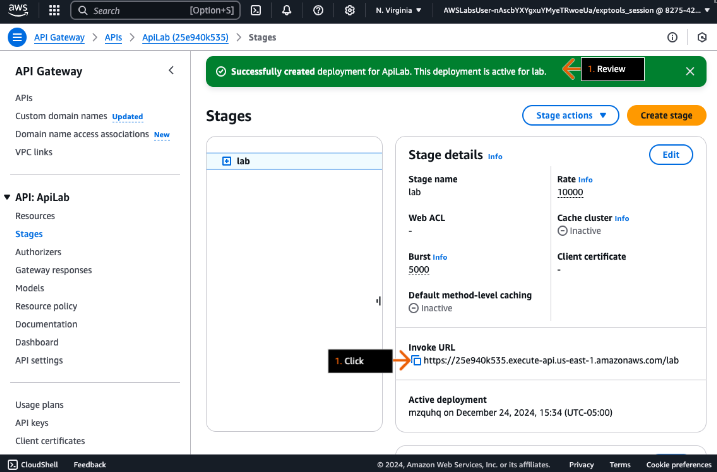 aws
Search [Option+S] N. Virginia AWSLabsUser-nAscbYXYgxuYMyeTRwoeUa/exptools_session @ 8275-42...
API Gateway > APIs > ApiLab (25e940k535) > Stages
API Gateway
APIs
Custom domain names Updated
Domain name access associations New
VPC links
API: ApiLab
Resources
Stages
Authorizers
Gateway responses
Models
Resource policy
Documentation
Dashboard
API settings
Usage plans
API keys
Client certificates
Successfully created deployment for ApiLab. This deployment is active for lab.
1. Review
Stages
Stage actions
Create stage
lab
Stage details Info
Edit
Stage name
lab
Rate Info
10000
Web ACL
-
Cache cluster Info
Inactive
Burst Info
5000
Client certificate
-
Default method-level caching
Inactive
Invoke URL
1. Click
https://25e940k535.execute-api.us-east-1.amazonaws.com/lab
Active deployment
mzquhq on December 24, 2024, 15:34 (UTC-05:00)
CloudShell Feedback © 2024, Amazon Web Services, Inc. or its affiliates. Privacy Terms Cookie preferences